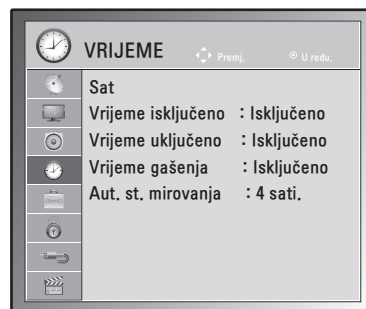 VRIJEME Premj. U redu.
Sat
Vrijeme isključeno : Isključeno
Vrijeme uključeno : Isključeno
Vrijeme gašenja : Isključeno
Aut. st. mirovanja : 4 sati.